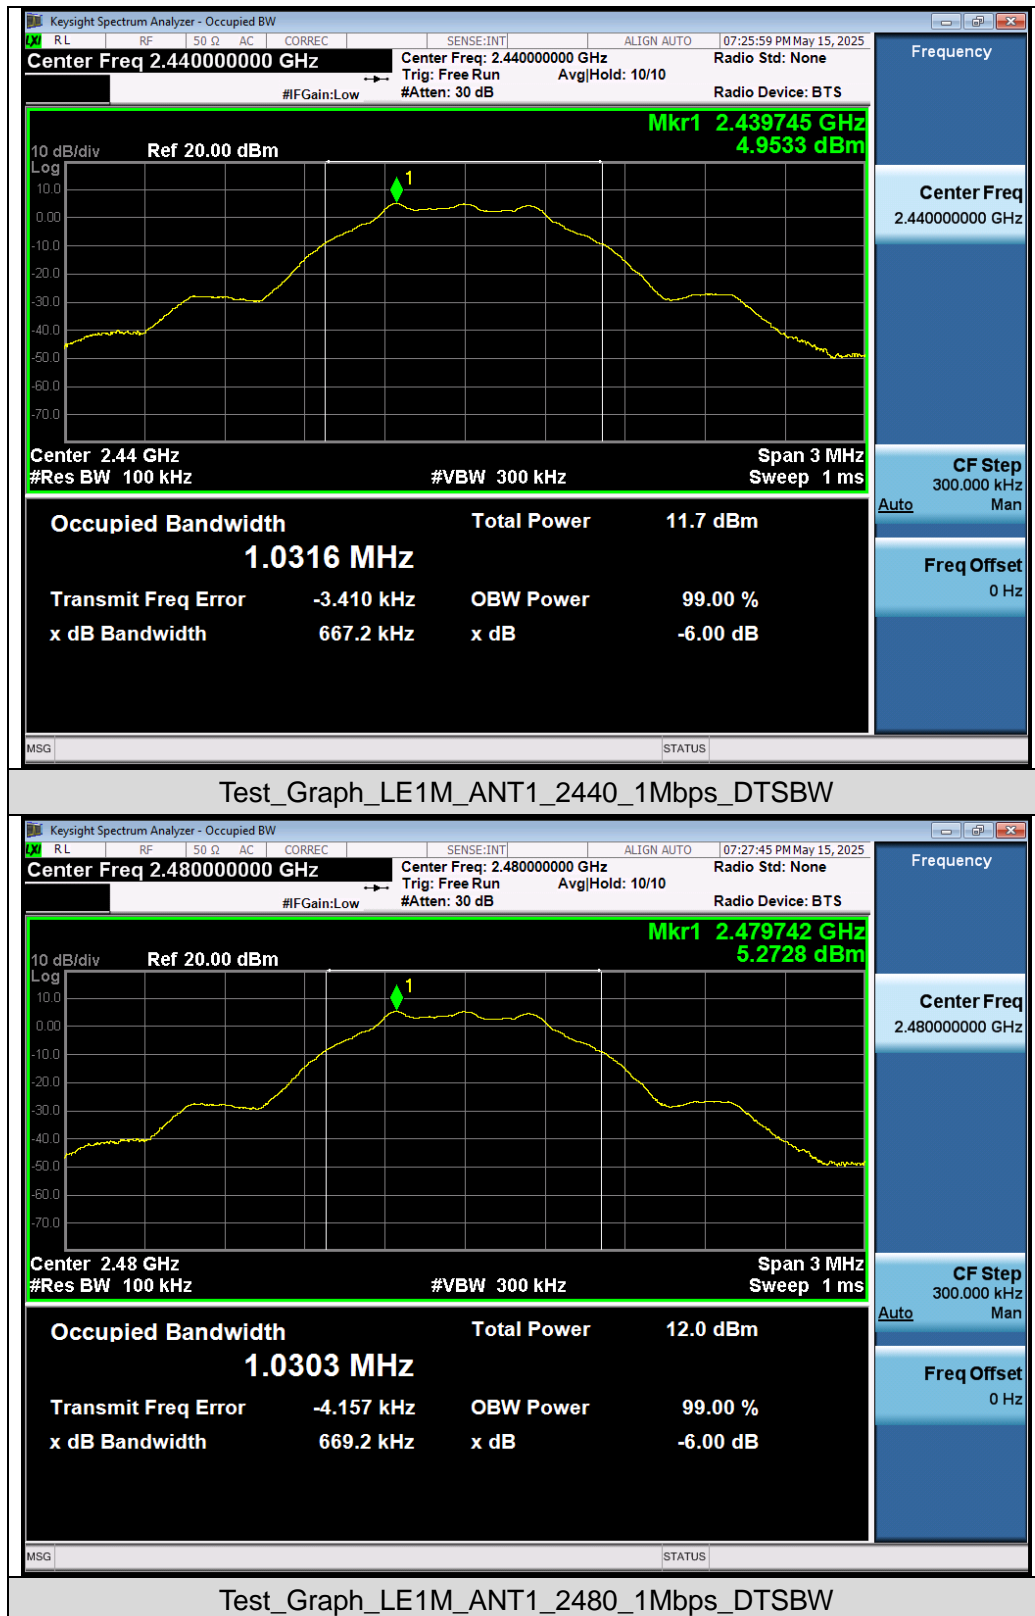 Keysight Spectrum Analyzer - Occupied BW
LXI RL RF 50 Ω AC CORREC SENSE:INT ALIGN AUTO 07:25:59 PM May 15, 2025
Center Freq 2.440000000 GHz
Center Freq: 2.440000000 GHz
Radio Std: None
Trig: Free Run Avg|Hold: 10/10
#IFGain:Low
#Atten: 30 dB
Radio Device: BTS
Frequency
Mkr1 2.439745 GHz
4.9533 dBm
10 dB/div Ref 20.00 dBm
Log
1
10.0
0.00
-10.0
-20.0
-30.0
-40.0
-50.0
-60.0
-70.0
Center Freq
2.440000000 GHz
Center 2.44 GHz
Span 3 MHz
#Res BW 100 kHz
#VBW 300 kHz
Sweep 1 ms
CF Step
300.000 kHz
Auto Man
Freq Offset
0 Hz
Occupied Bandwidth
1.0316 MHz
Total Power 11.7 dBm
Transmit Freq Error -3.410 kHz
OBW Power 99.00 %
x dB Bandwidth 667.2 kHz
x dB -6.00 dB
MSG
STATUS
Test_Graph_LE1M_ANT1_2440_1Mbps_DTSBW
Keysight Spectrum Analyzer - Occupied BW
LXI RL RF 50 Ω AC CORREC SENSE:INT ALIGN AUTO 07:27:45 PM May 15, 2025
Center Freq 2.480000000 GHz
Center Freq: 2.480000000 GHz
Radio Std: None
Trig: Free Run Avg|Hold: 10/10
#IFGain:Low
#Atten: 30 dB
Radio Device: BTS
Frequency
Mkr1 2.479742 GHz
5.2728 dBm
10 dB/div Ref 20.00 dBm
Log
1
10.0
0.00
-10.0
-20.0
-30.0
-40.0
-50.0
-60.0
-70.0
Center Freq
2.480000000 GHz
Center 2.48 GHz
Span 3 MHz
#Res BW 100 kHz
#VBW 300 kHz
Sweep 1 ms
CF Step
300.000 kHz
Auto Man
Freq Offset
0 Hz
Occupied Bandwidth
1.0303 MHz
Total Power 12.0 dBm
Transmit Freq Error -4.157 kHz
OBW Power 99.00 %
x dB Bandwidth 669.2 kHz
x dB -6.00 dB
MSG
STATUS
Test_Graph_LE1M_ANT1_2480_1Mbps_DTSBW